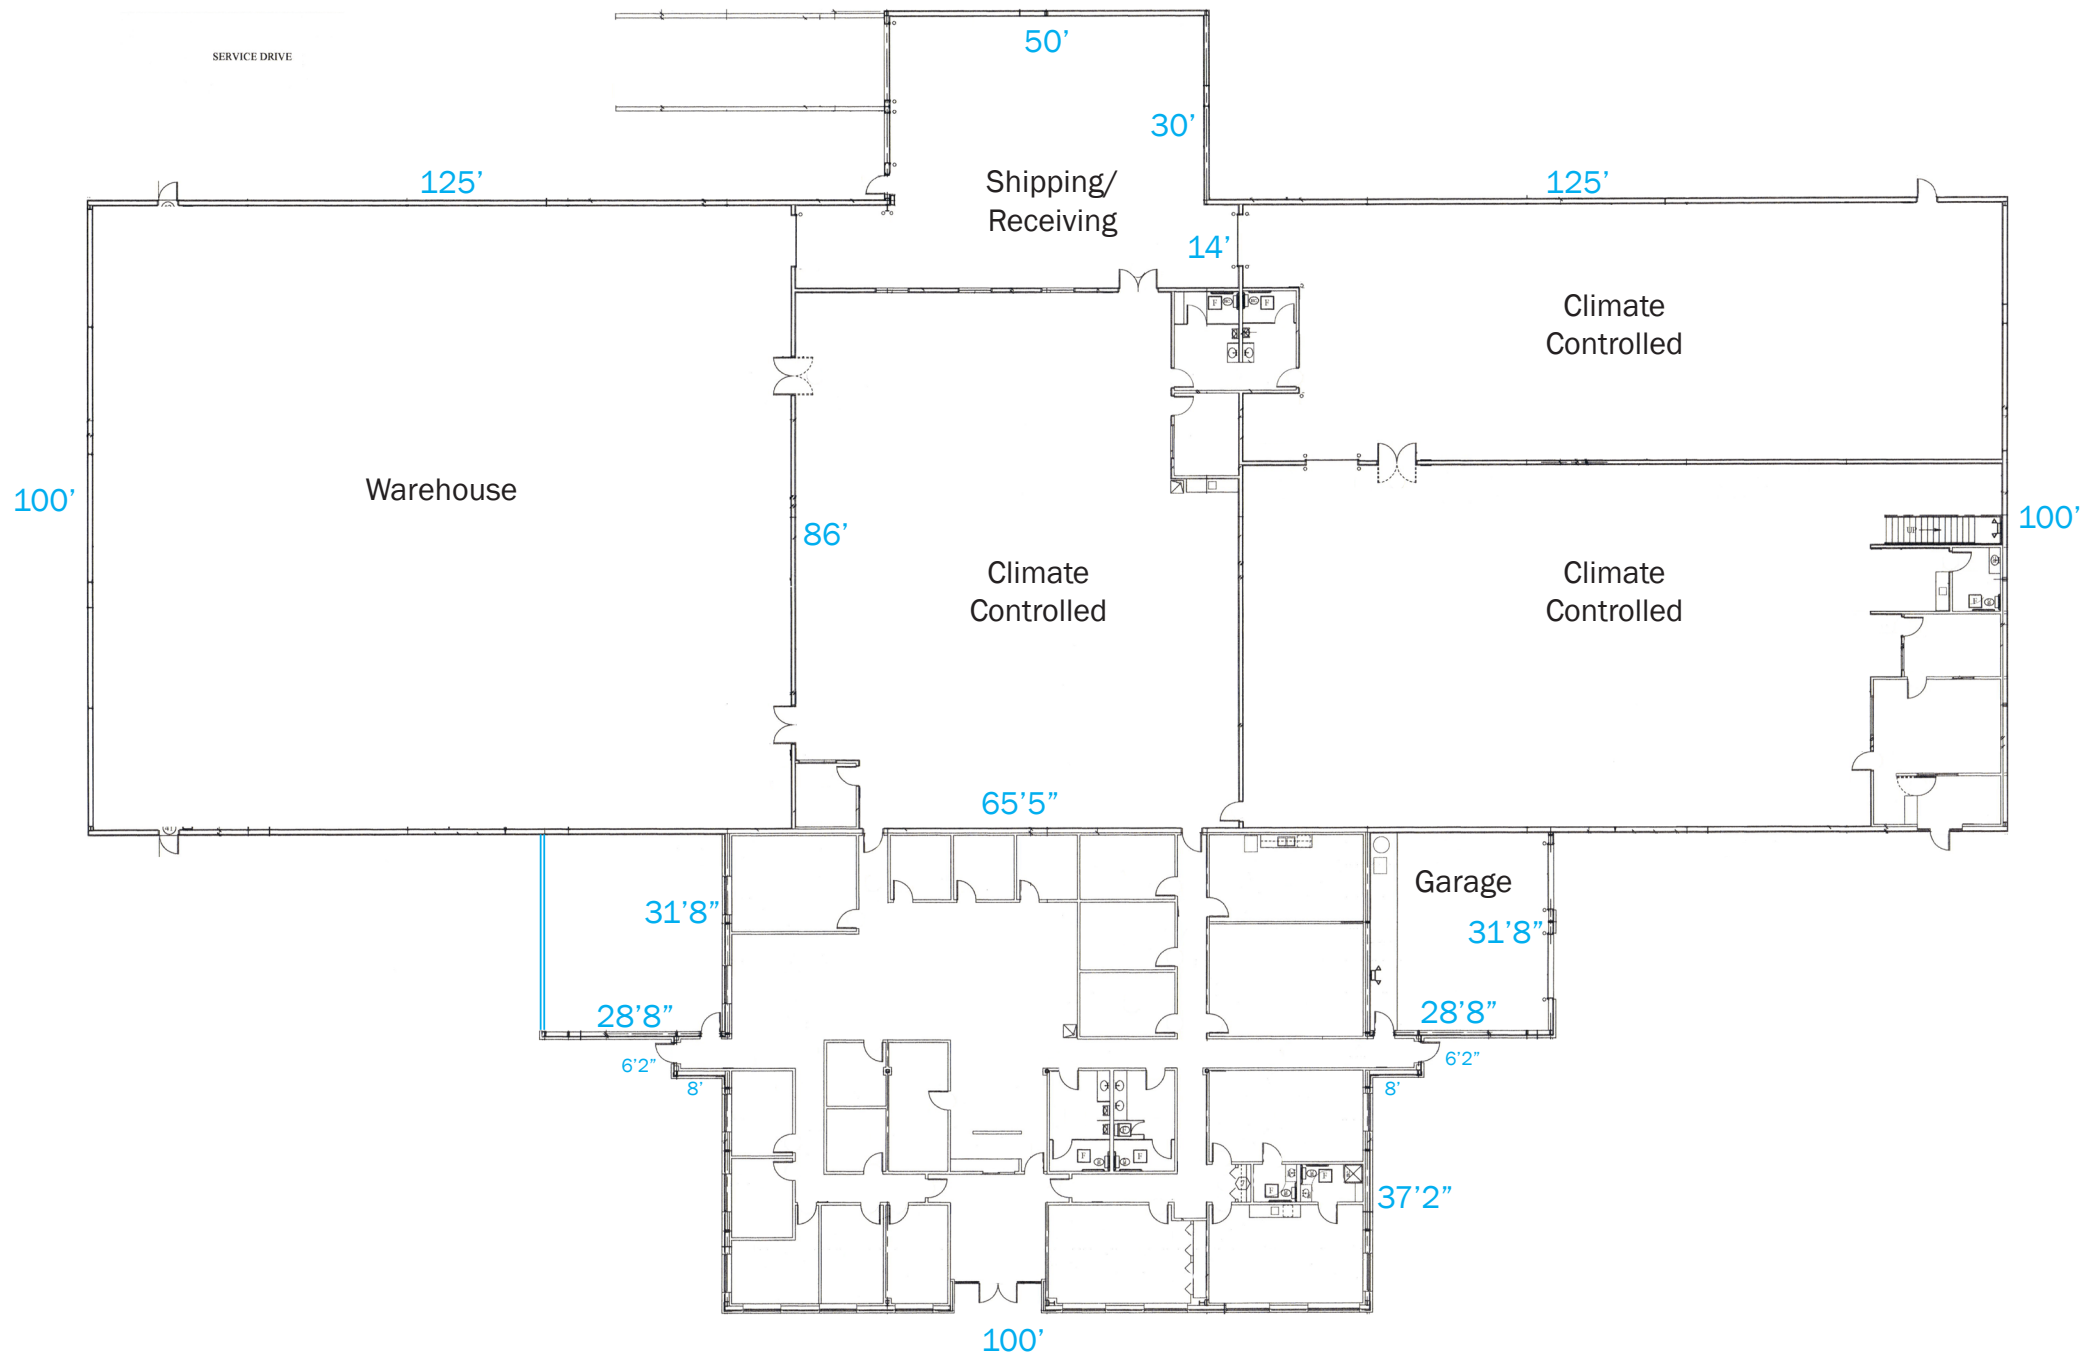 50’
SERVICE DRIVE
30’
125’
Shipping/
Receiving
125’
14’
F
F
Climate
Controlled
Warehouse
100’
86’
100’
UP
Climate
Controlled
Climate
Controlled
F
65’5”
Garage
31’8”
31’8”
28’8”
28’8”
6’2”
6’2”
8’
8’
F
F
F
F
F
37’2”
100’